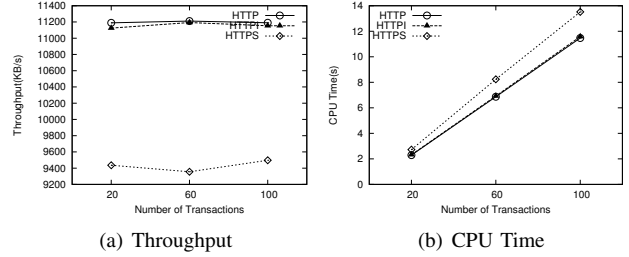 11400
11200
11000
10800
10600
10400
10200
10000
9800
9600
9400
9200
Throughput(KB/s)
HTTP
HTTPI
HTTPS
20
60
100
Number of Transactions
(a) Throughput
14
12
10
8
6
4
2
0
CPU Time(s)
HTTP
HTTPI
HTTPS
20
60
100
Number of Transactions
(b) CPU Time